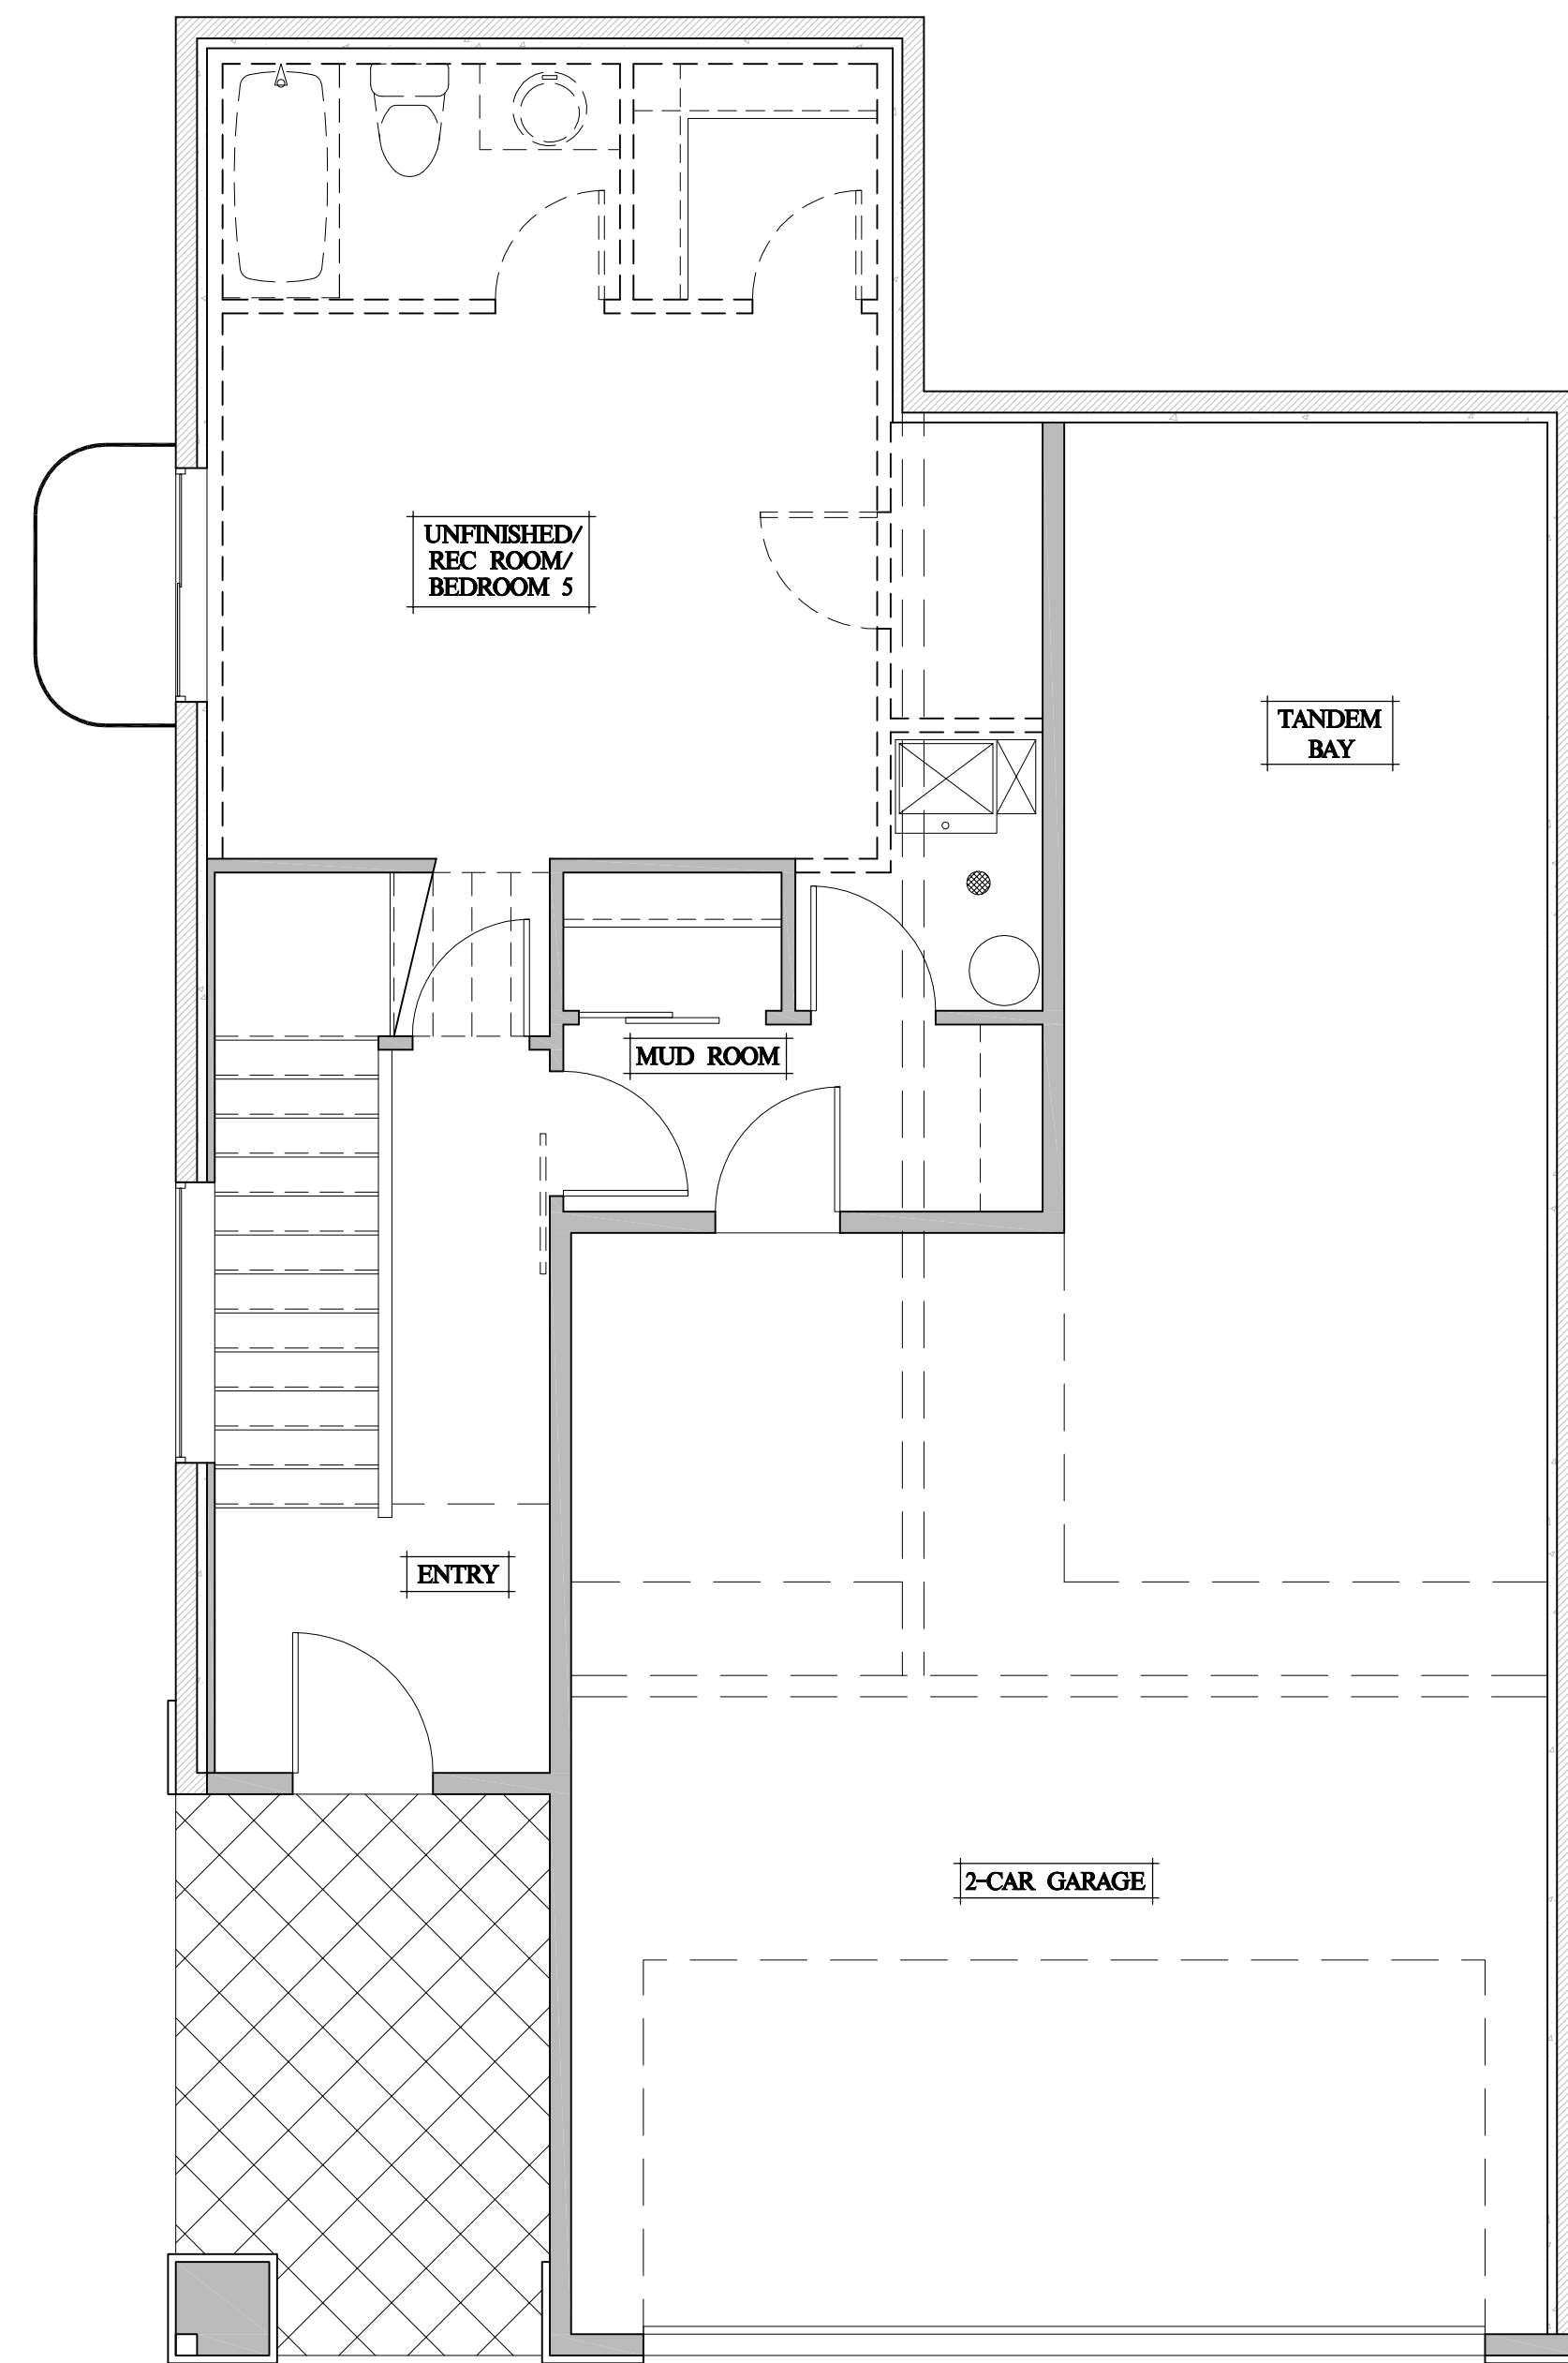 UNFINISHED/
REC ROOM/
BEDROOM 5
TANDEM
BAY
MUD ROOM
ENTRY
2-CAR GARAGE